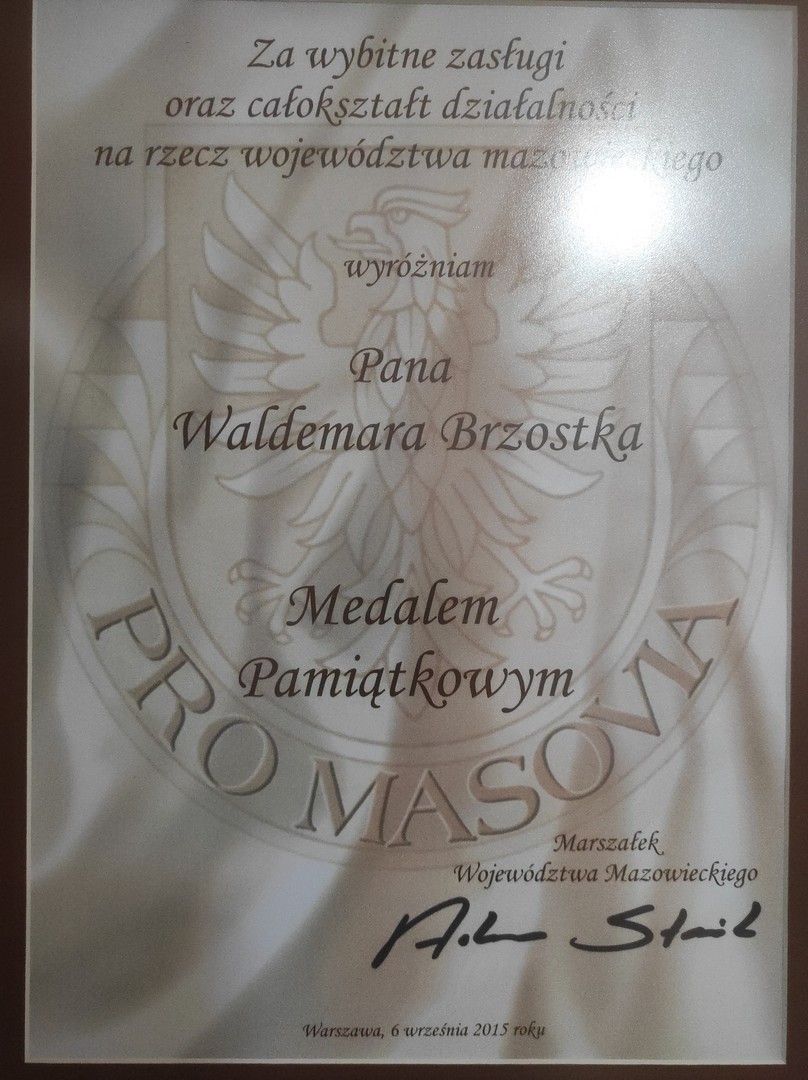 Za wybitne zasługi
oraz całokształt działalności
na rzecz województwa mazowieckiego
wyróżniam
Pana
Waldemara Brzostka
Medalem
Pamiątkowym
PRO MASOVIA
Marszałek
Województwa Mazowieckiego
Warszawa, 6 września 2015 roku